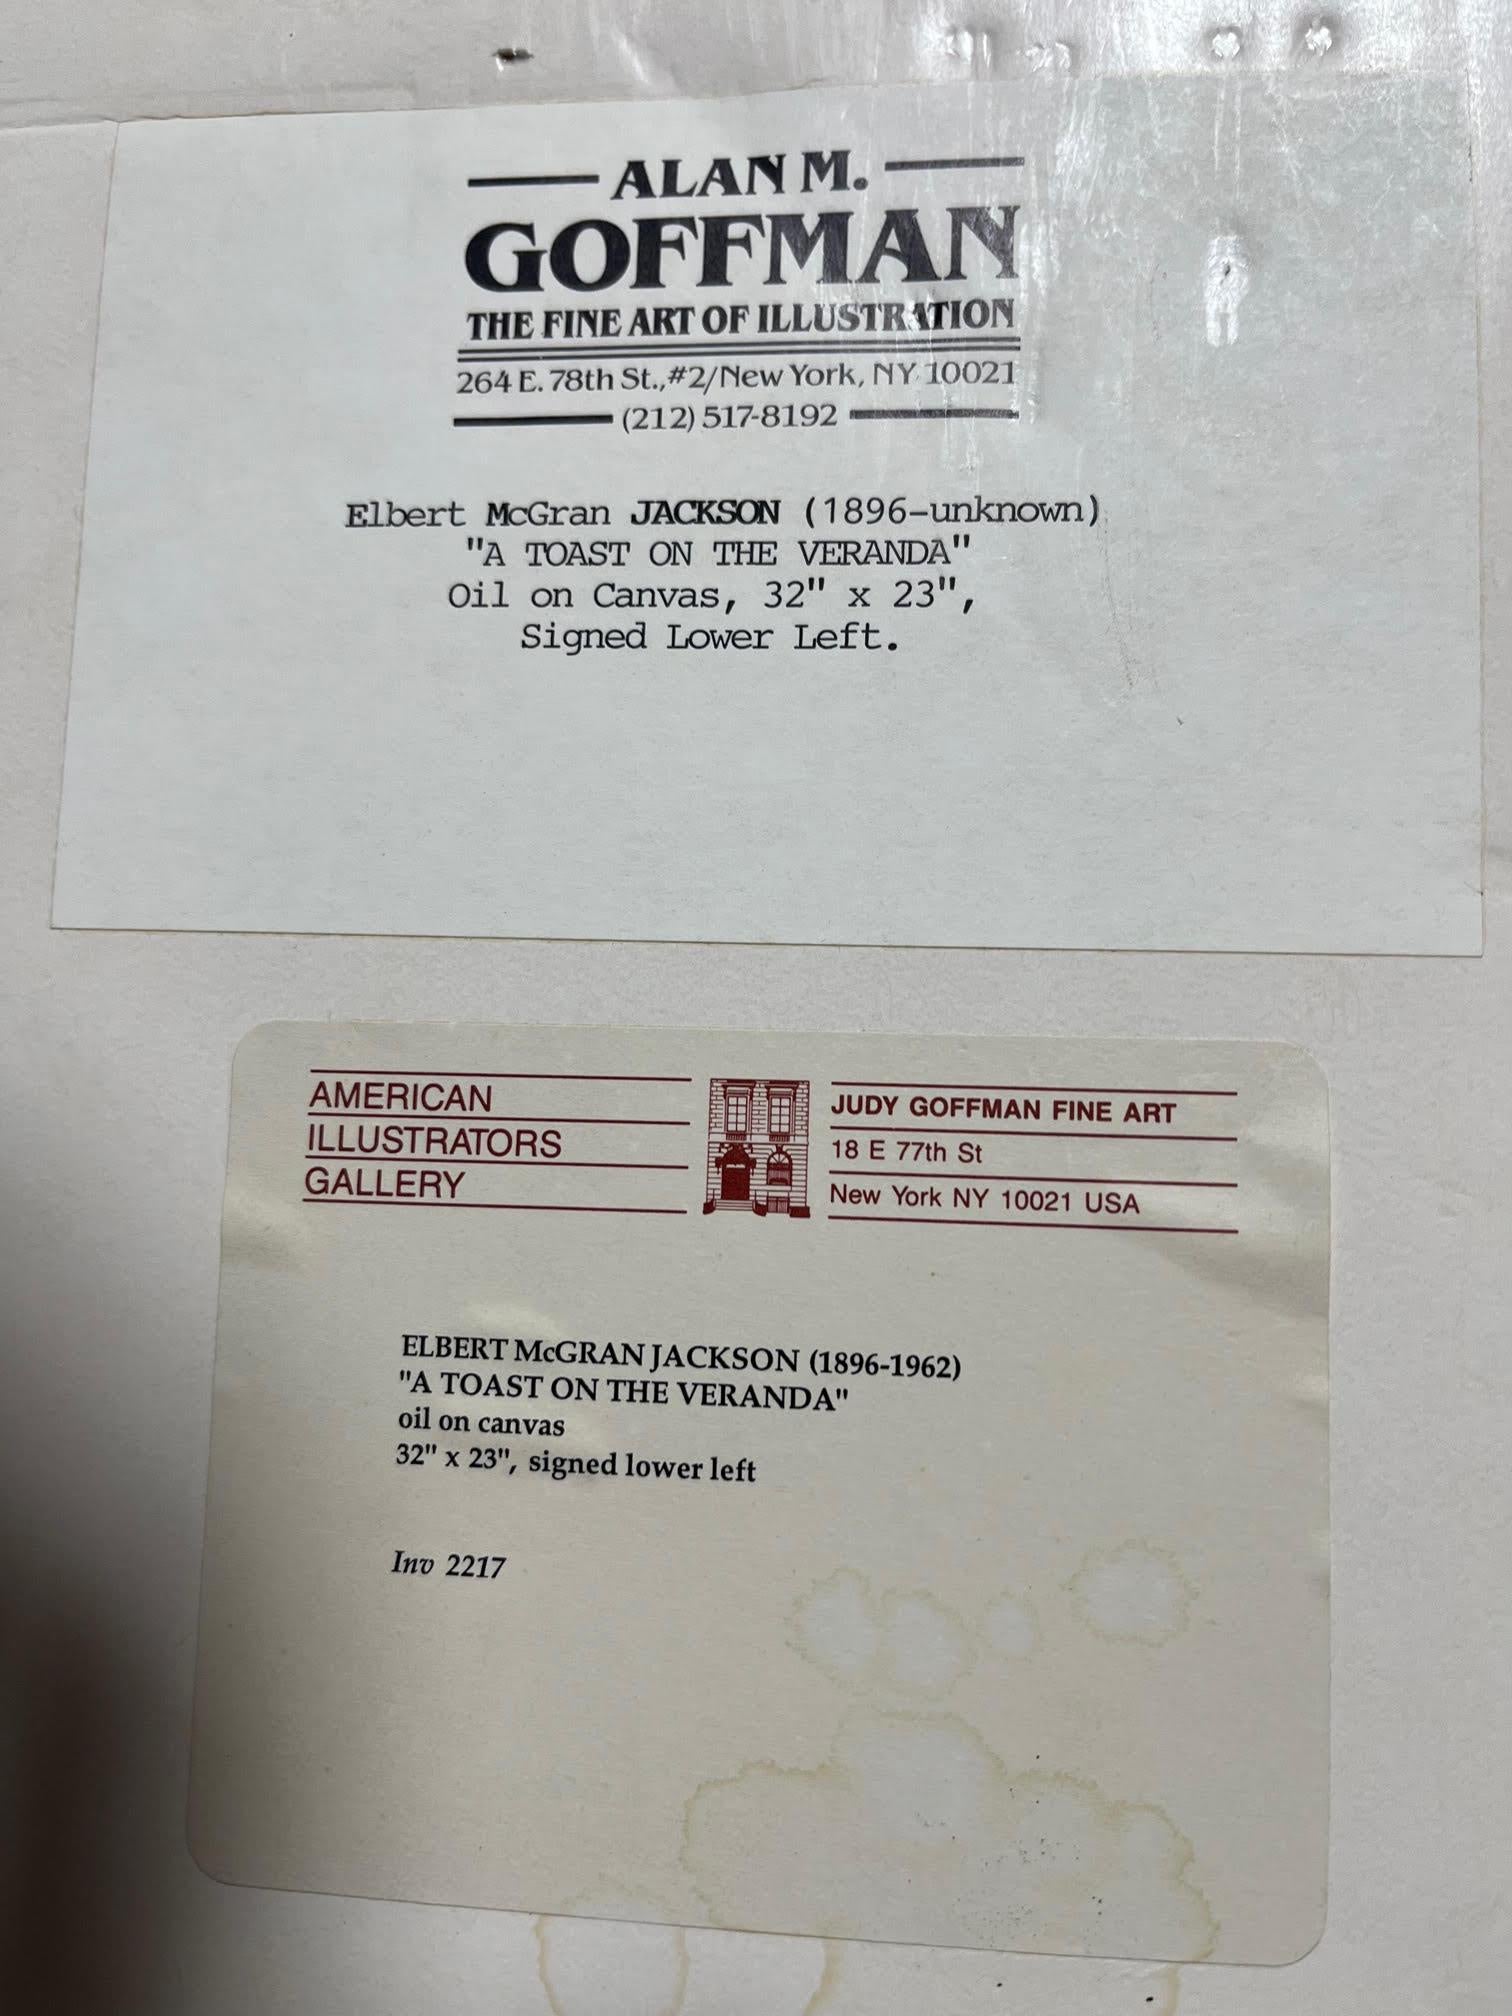 ALAN M.
GOFFMAN
THE FINE ART OF ILLUSTRATION
264 E. 78th St.,#2/New York, NY 10021
(212) 517-8192
Elbert McGran JACKSON (1896-unknown)
"A TOAST ON THE VERANDA"
Oil on Canvas, 32" x 23",
Signed Lower Left.
AMERICAN
ILLUSTRATORS
GALLERY
JUDY GOFFMAN FINE ART
18 E 77th St
New York NY 10021 USA
ELBERT McGRAN JACKSON (1896-1962)
"A TOAST ON THE VERANDA"
oil on canvas
32" x 23", signed lower left
Inv 2217